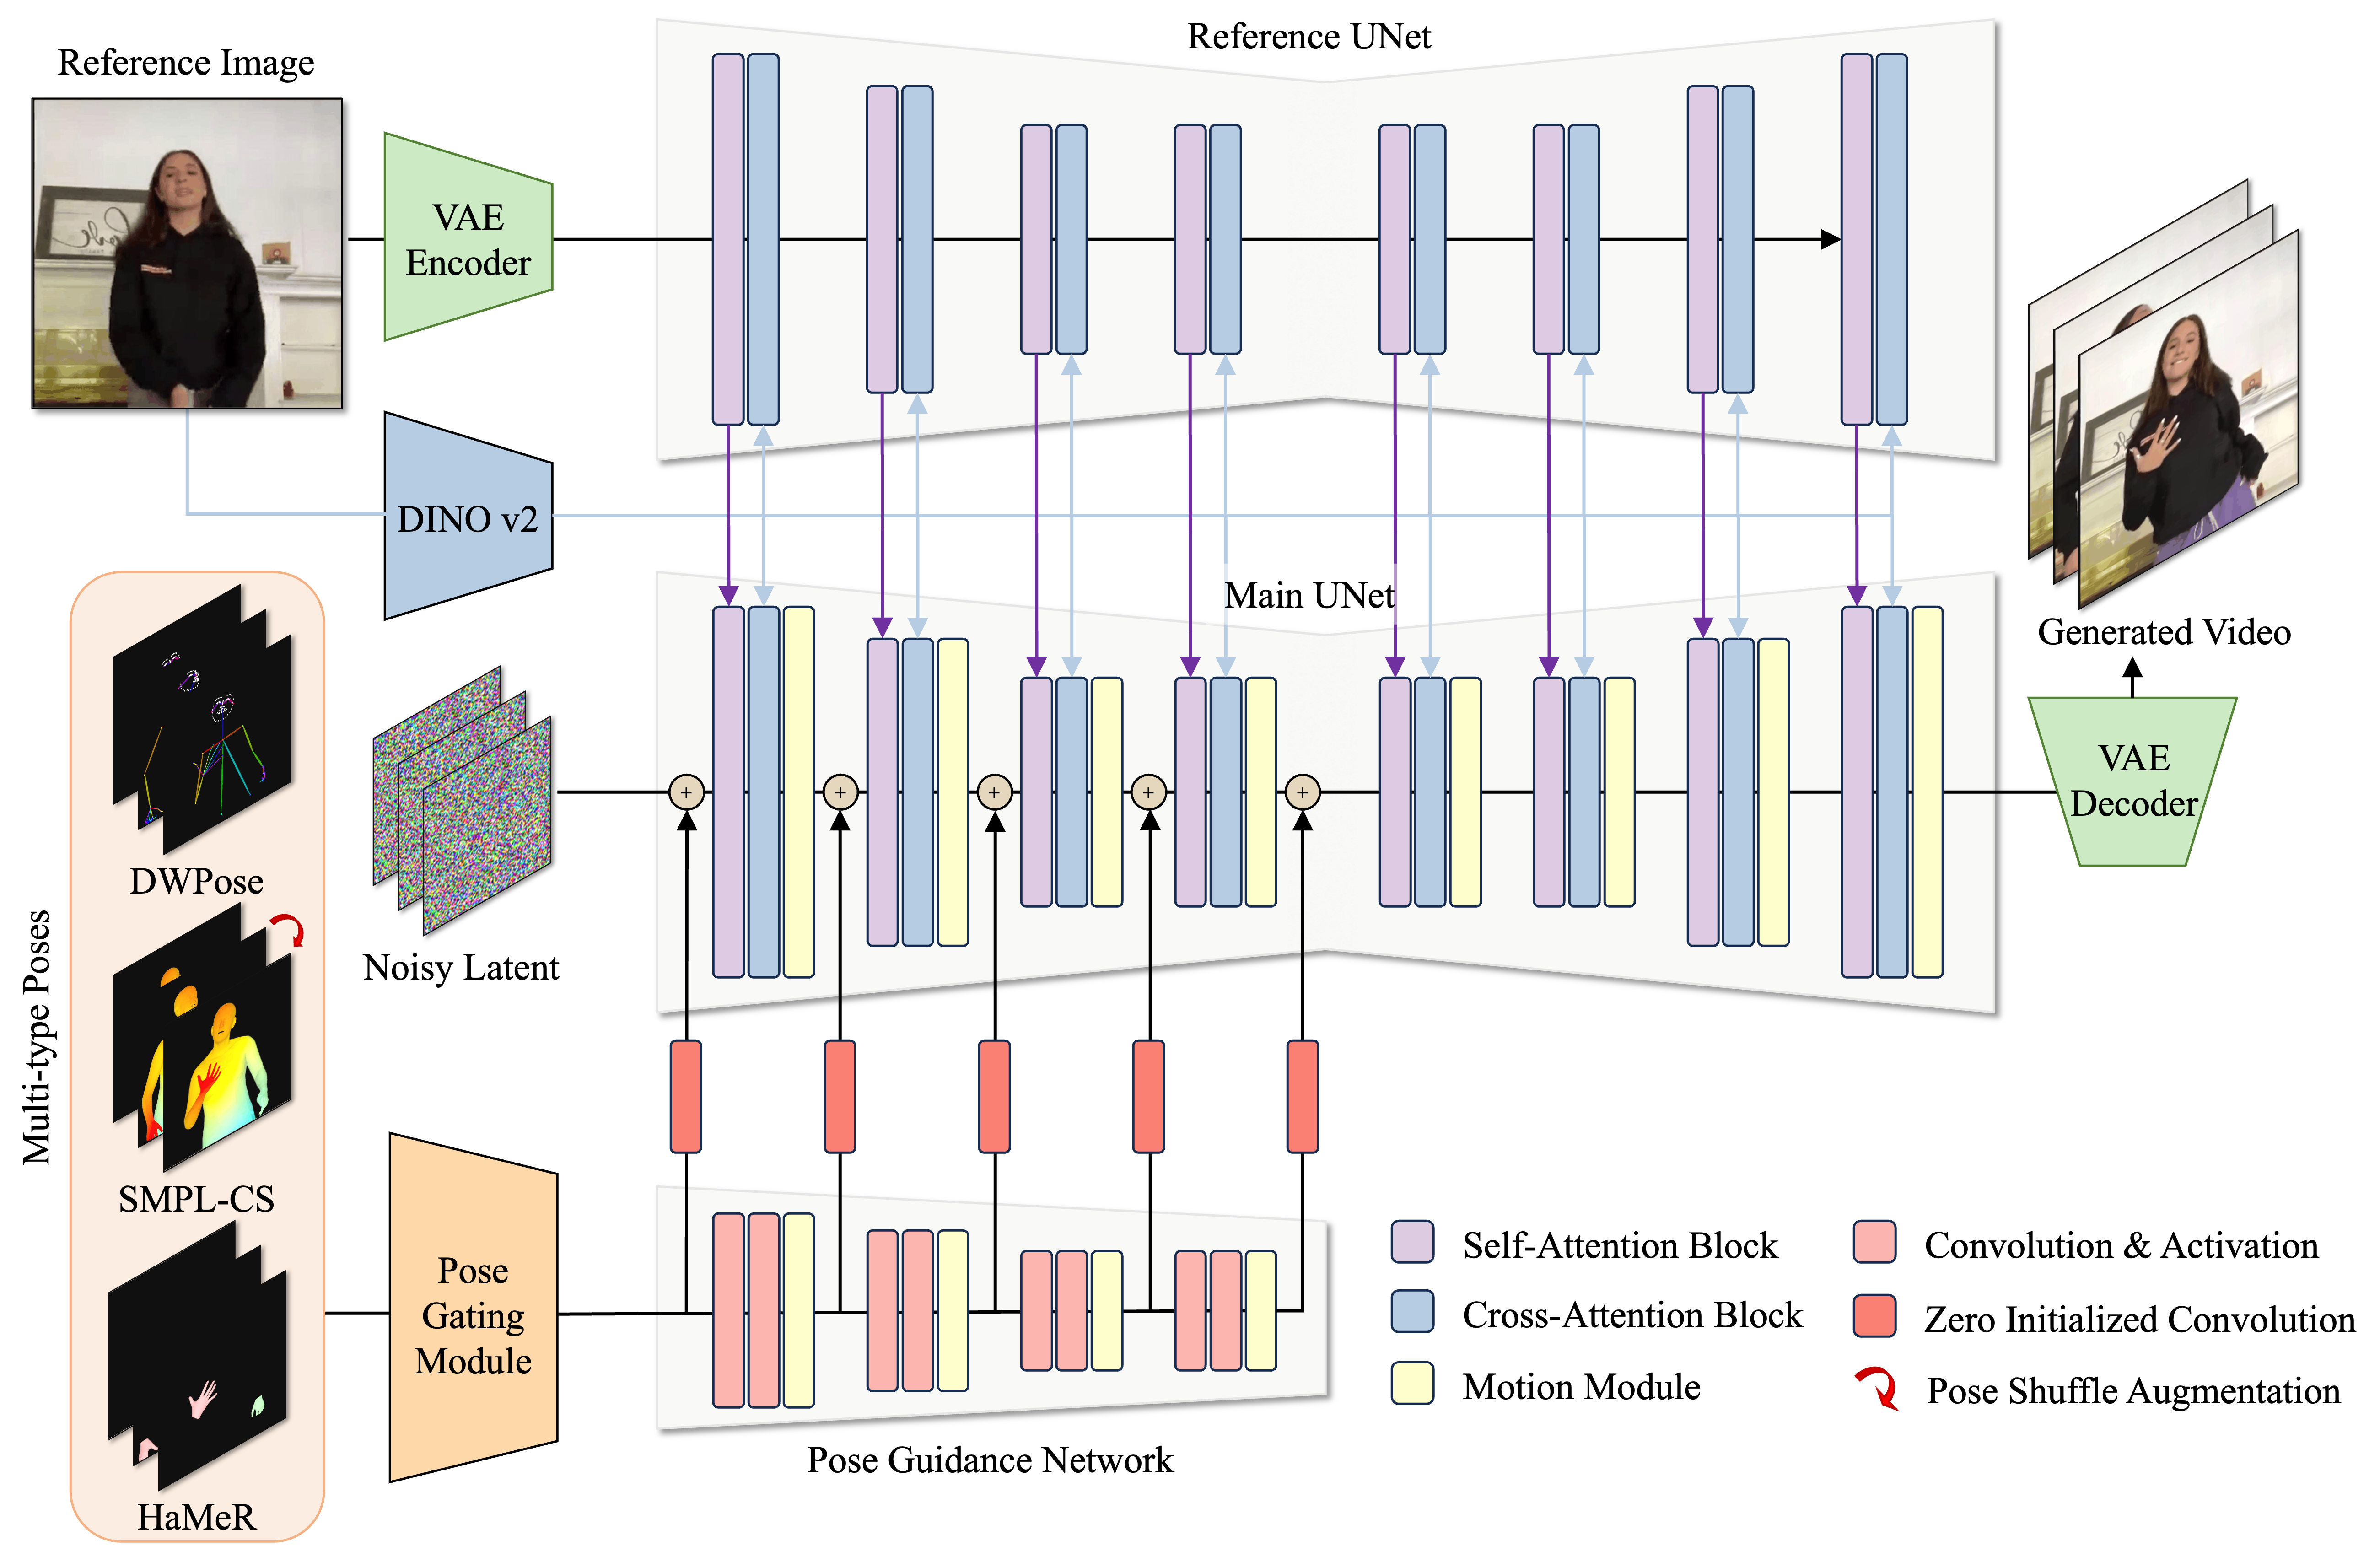 Reference UNet
Reference Image
VAE
Encoder
DINO v2
Main UNet
Generated Video
VAE
Decoder
Multi-type Poses
DWPose
SMPL-CS
HaMeR
Noisy Latent
Pose
Gating
Module
+
+
+
+
+
Pose Guidance Network
Self-Attention Block
Cross-Attention Block
Motion Module
Convolution & Activation
Zero Initialized Convolution
Pose Shuffle Augmentation